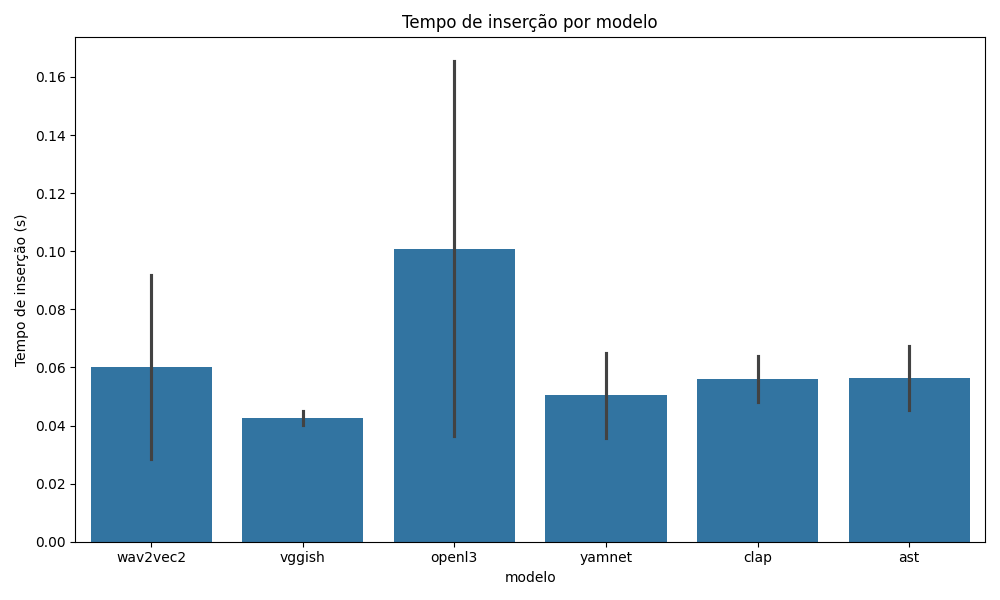 Tempo de inserção por modelo
Tempo de inserção (s)
0.16
0.14
0.12
0.10
0.08
0.06
0.04
0.02
0.00
wav2vec2 vggish openl3 yamnet clap ast
modelo